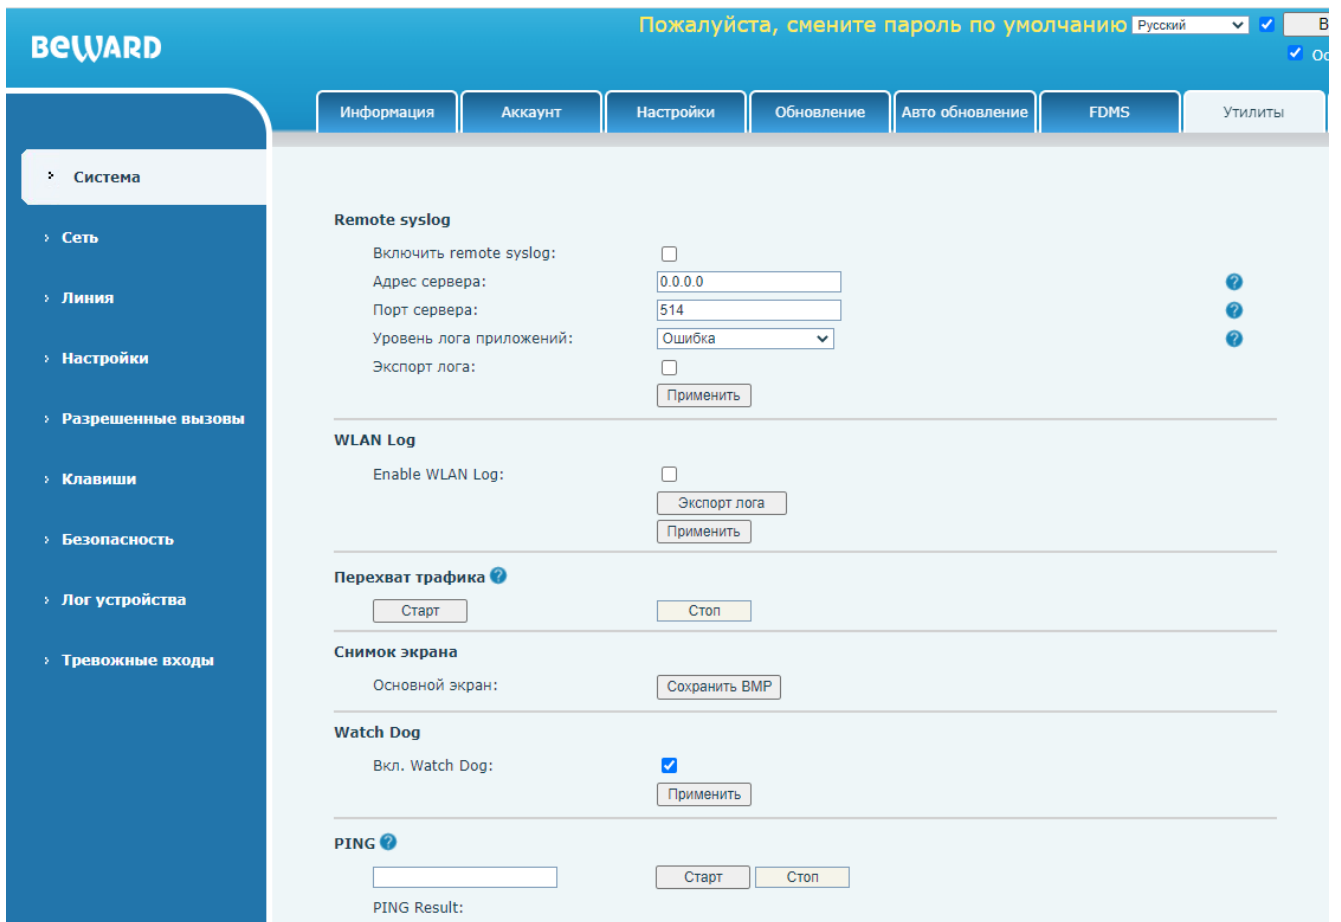 Пожалуйста, смените пароль по умолчанию Русский
BEWARD
Информация Аккаунт Настройки Обновление Авто обновление FDMS Утилиты
Система
Сеть
Линия
Настройки
Разрешенные вызовы
Клавиши
Безопасность
Лог устройства
Тревожные входы
Remote syslog
Включить remote syslog:
Адрес сервера: 0.0.0.0
Порт сервера: 514
Уровень лога приложений: Ошибка
Экспорт лога:
Применить
WLAN Log
Enable WLAN Log:
Экспорт лога
Применить
Перехват трафика
Старт Стоп
Снимок экрана
Основной экран: Сохранить BMP
Watch Dog
Вкл. Watch Dog:
Применить
PING
Старт Стоп
PING Result: